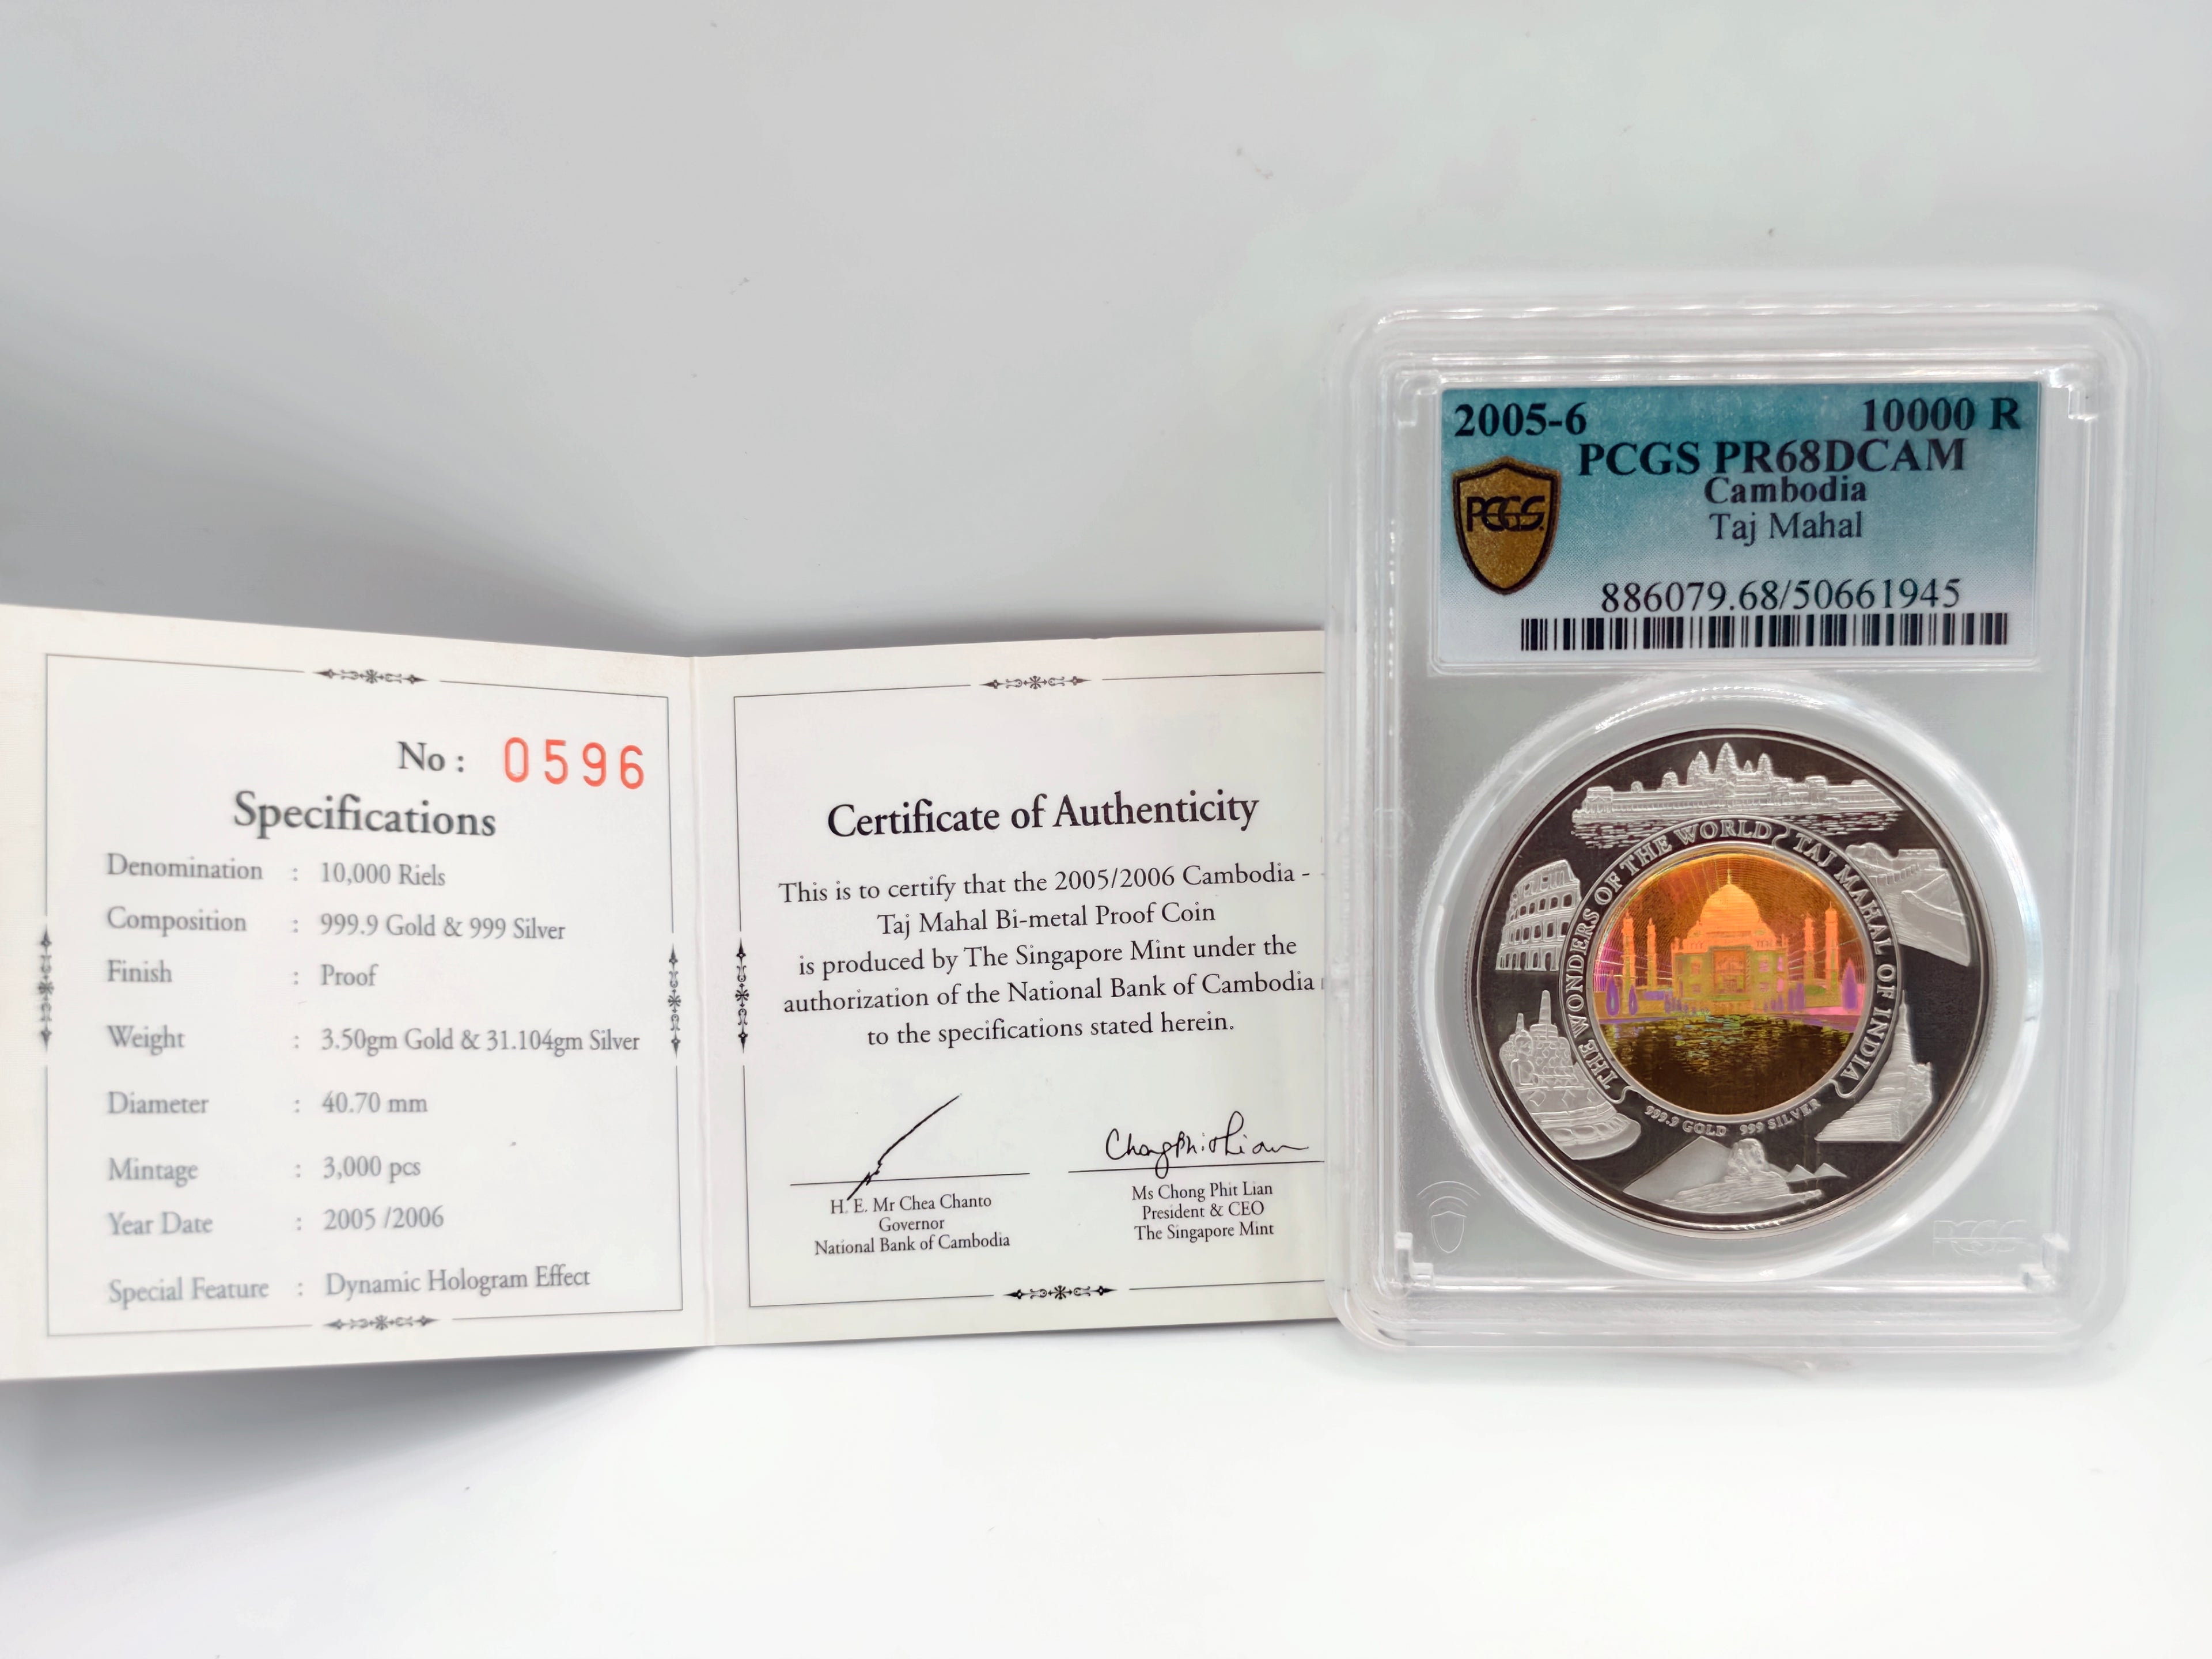 No : 0596
Specifications
Denomination : 10,000 Riels
Composition : 999.9 Gold & 999 Silver
Finish : Proof
Weight : 3.50gm Gold & 31.104gm Silver
Diameter : 40.70 mm
Mintage : 3,000 pcs
Year Date : 2005 /2006
Special Feature : Dynamic Hologram Effect
Certificate of Authenticity
This is to certify that the 2005/2006 Cambodia -
Taj Mahal Bi-metal Proof Coin
is produced by The Singapore Mint under the
authorization of the National Bank of Cambodia
to the specifications stated herein.
Chong Phit Lian
H. E. Mr Chea Chanto
Governor
National Bank of Cambodia
Ms Chong Phit Lian
President & CEO
The Singapore Mint
2005-6 10000 R
PCGS PR68DCAM
Cambodia
Taj Mahal
PCGS
886079.68/50661945
THE WONDERS OF THE WORLD
TAJ MAHAL OF INDIA
999.9 GOLD 999 SILVER
PCGS